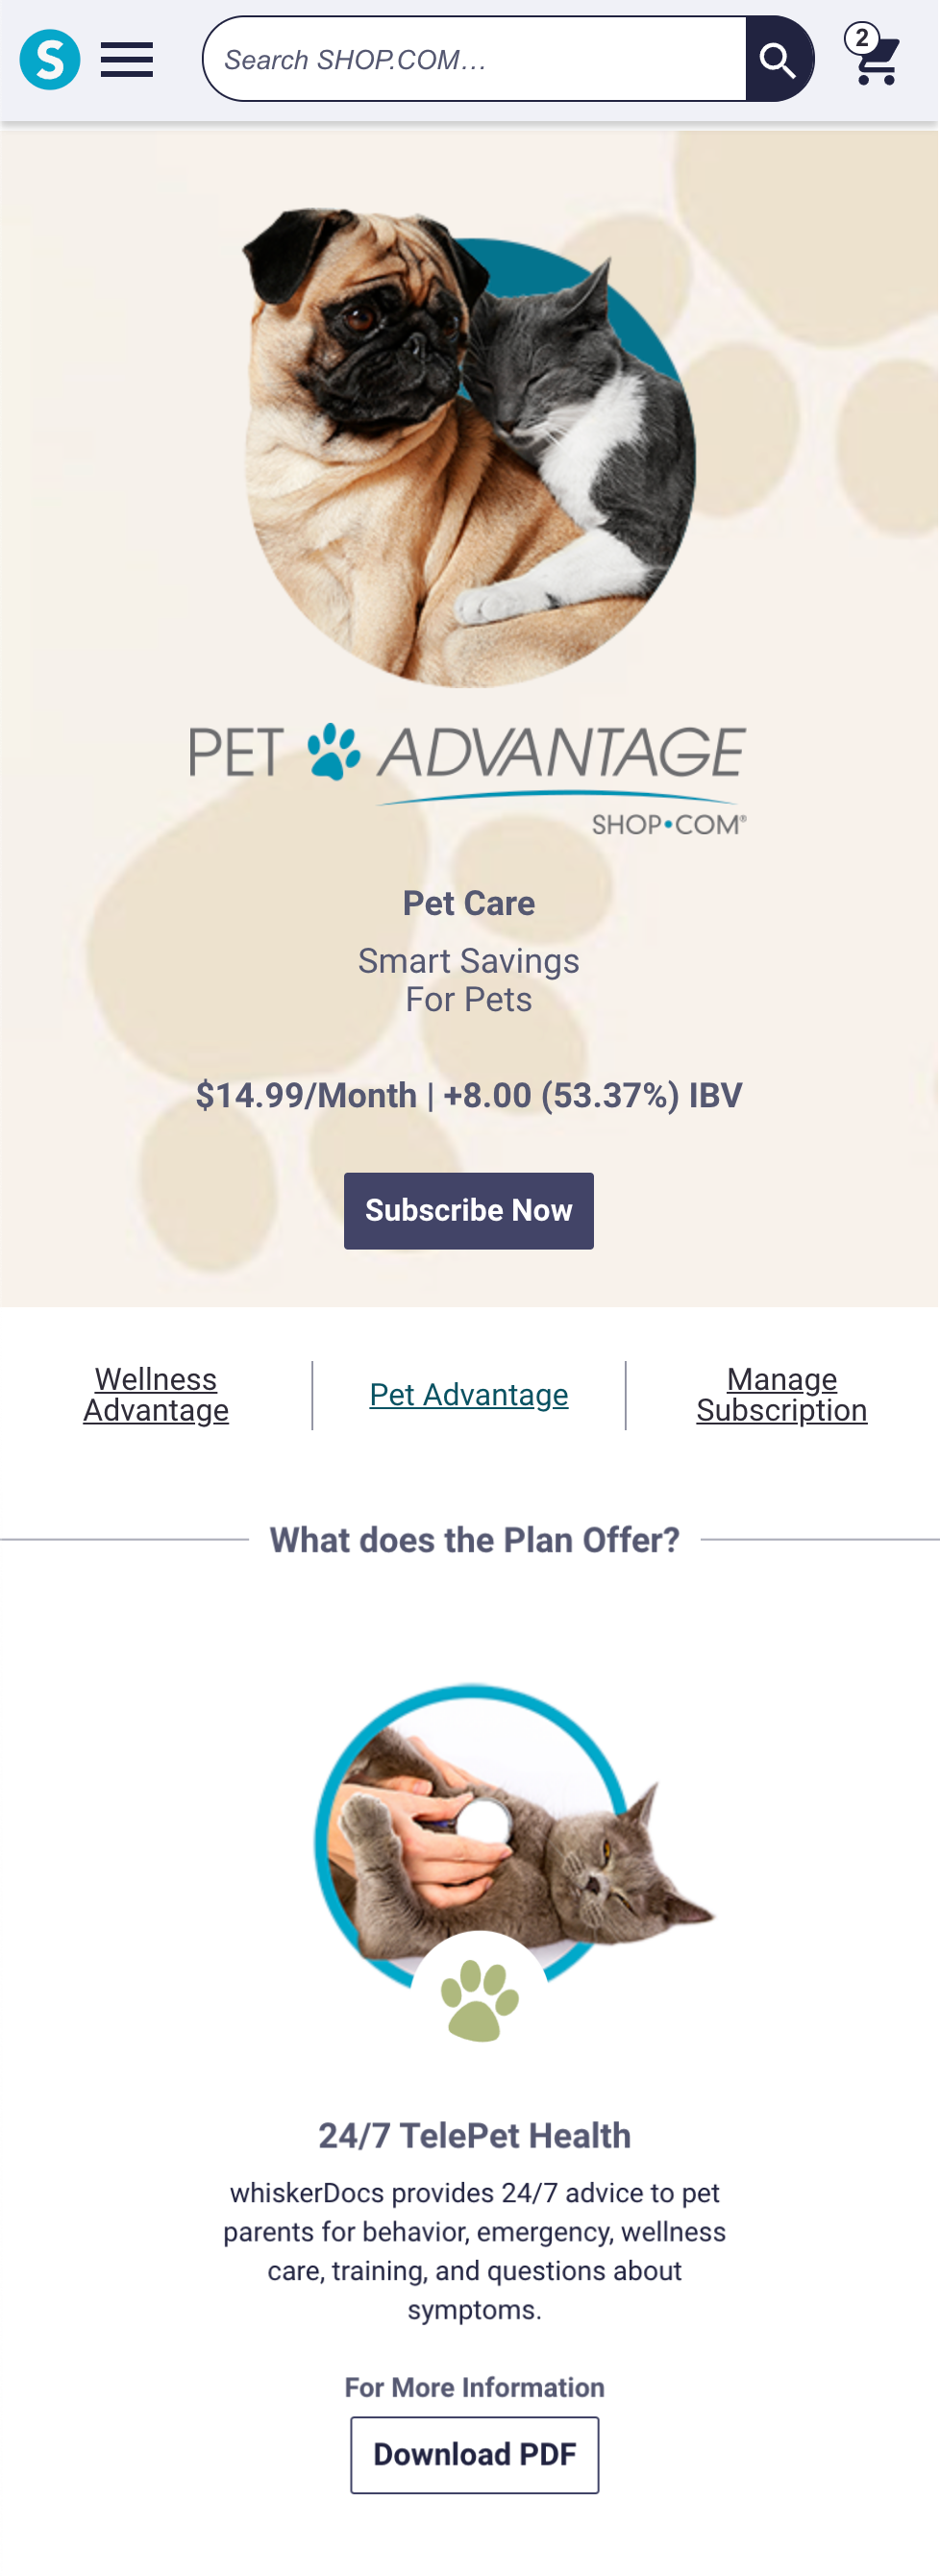 S
Search SHOP.COM...
2
PET ADVANTAGE
SHOP•COM®
Pet Care
Smart Savings
For Pets
$14.99/Month | +8.00 (53.37%) IBV
Subscribe Now
Wellness
Advantage
Pet Advantage
Manage
Subscription
What does the Plan Offer?
24/7 TelePet Health
whiskerDocs provides 24/7 advice to pet
parents for behavior, emergency, wellness
care, training, and questions about
symptoms.
For More Information
Download PDF